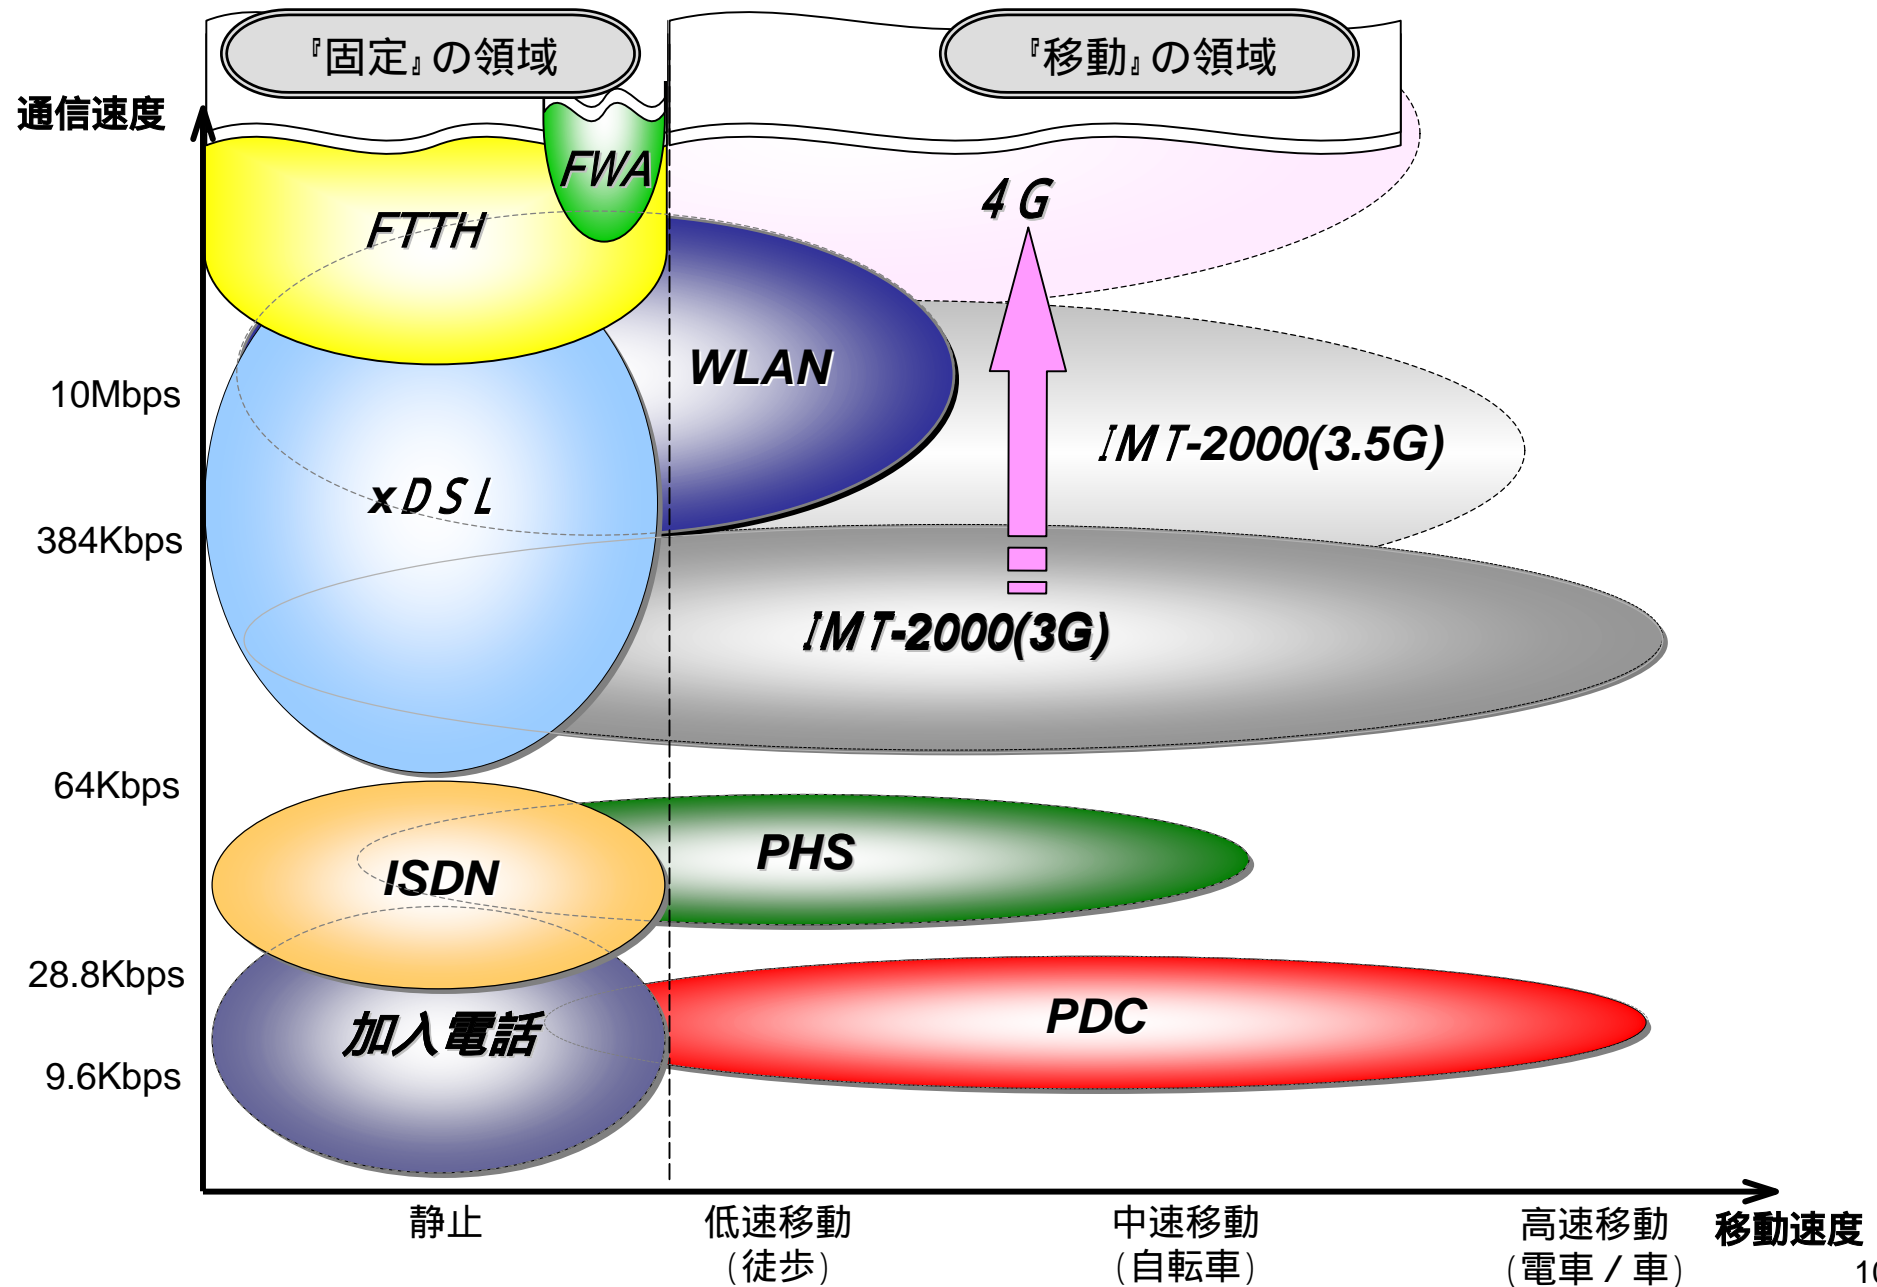 『固定』の領域
『移動』の領域
通信速度
FWA
FTTH
4G
WLAN
10Mbps
IMT-2000(3.5G)
xDSL
384Kbps
IMT-2000(3G)
64Kbps
PHS
ISDN
28.8Kbps
PDC
加入電話
9.6Kbps
静止
低速移動
(徒歩)
中速移動
(自転車)
高速移動
(電車/車)
移動速度